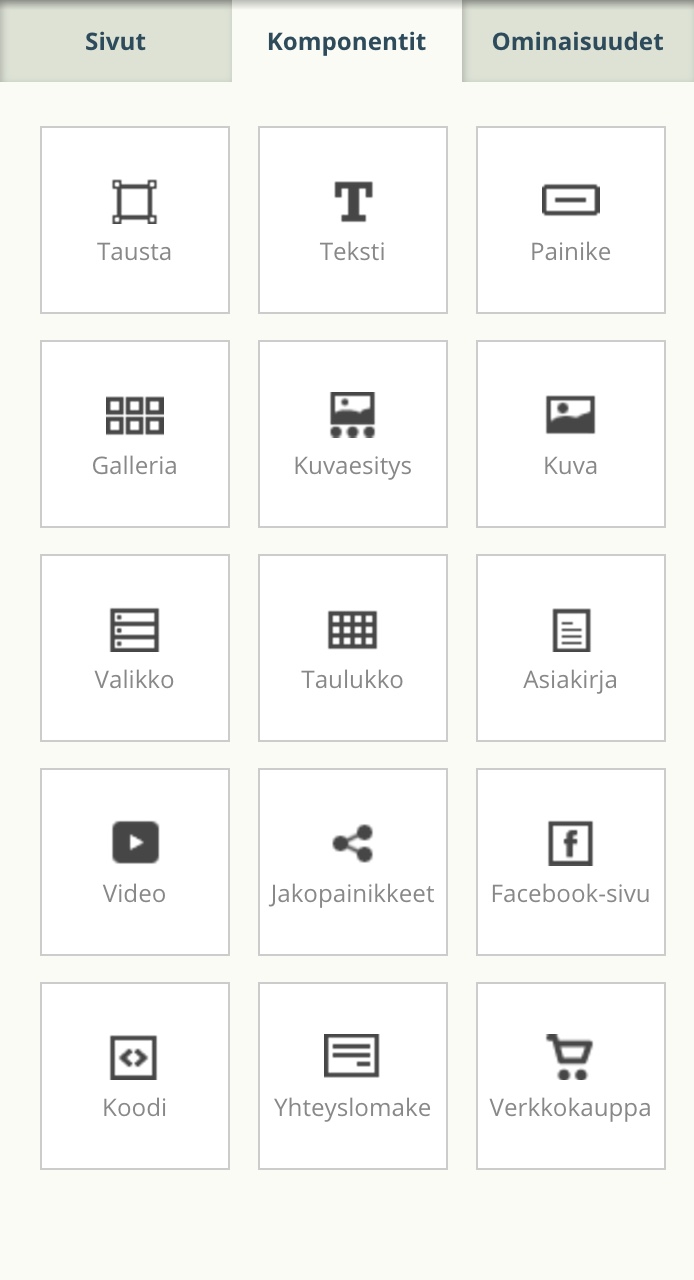 Sivut
Komponentit
Ominaisuudet
Tausta
Teksti
Painike
Galleria
Kuvaesitys
Kuva
Valikko
Taulukko
Asiakirja
Video
Jakopainikkeet
Facebook-sivu
Koodi
Yhteyslomake
Verkkokauppa